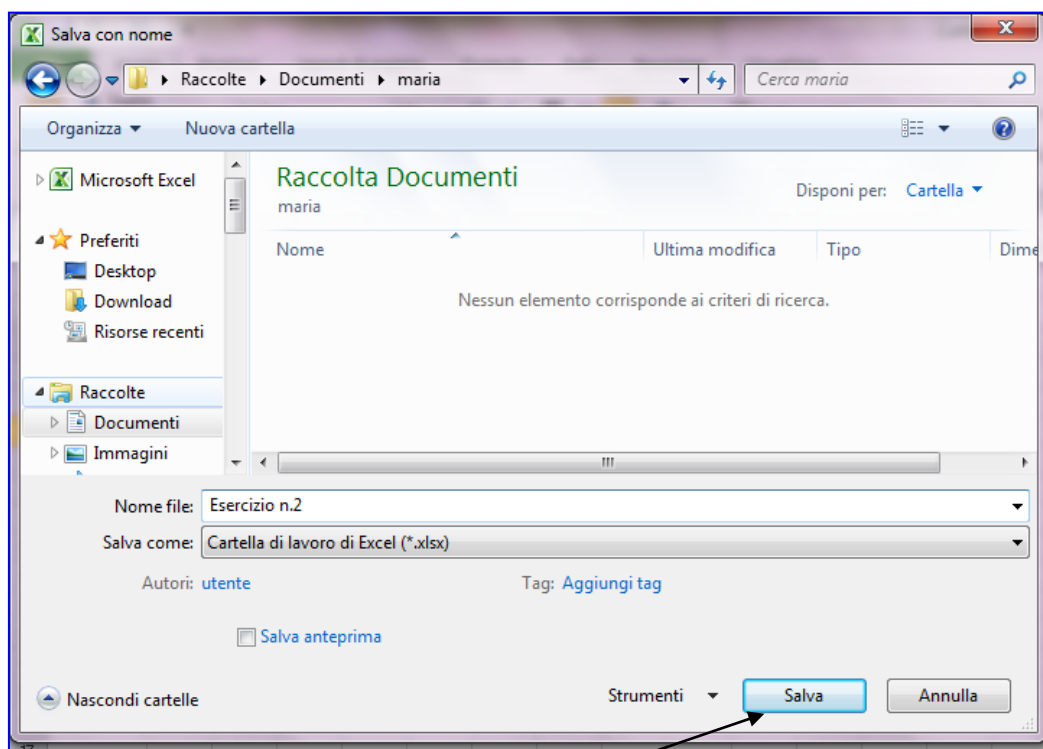 Salva con nome
Raccolte Documenti maria Cerca maria
Organizza Nuova cartella
Microsoft Excel
Preferiti
Desktop
Download
Risorse recenti
Raccolte
Documenti
Immagini
Raccolta Documenti
maria
Disponi per: Cartella
Nome Ultima modifica Tipo Dime
Nessun elemento corrisponde ai criteri di ricerca.
Nome file: Esercizio n.2
Salva come: Cartella di lavoro di Excel (*.xlsx)
Autori: utente Tag: Aggiungi tag
Salva anteprima
Nascondi cartelle Strumenti Salva Annulla